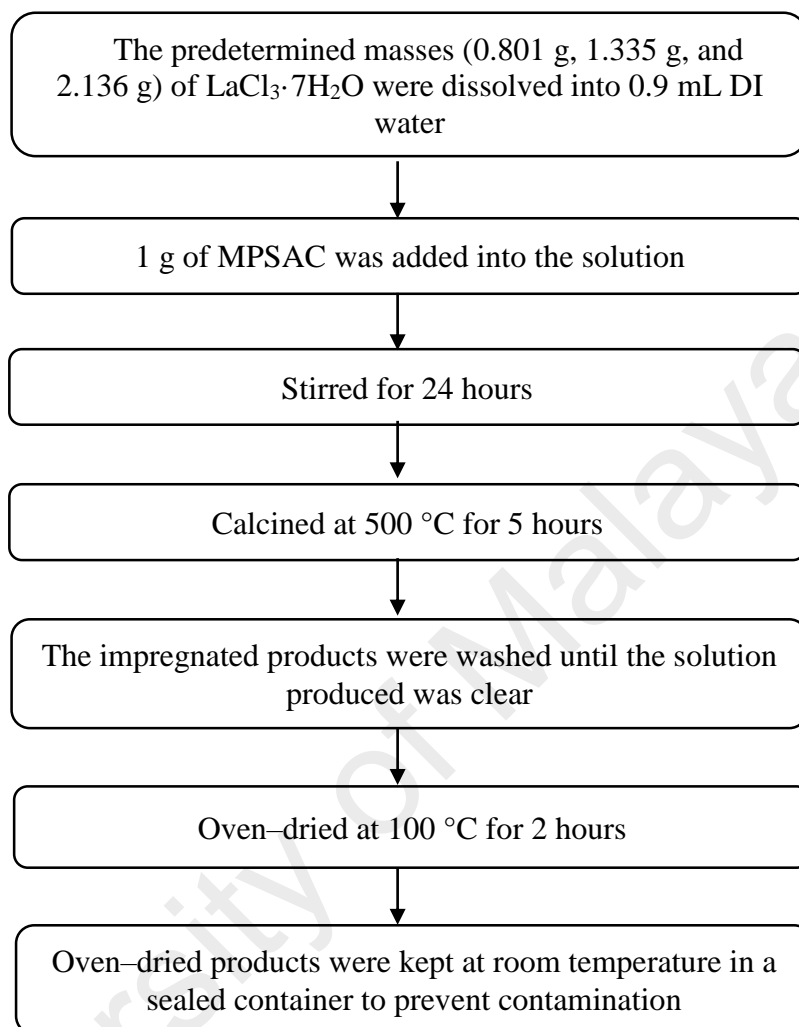 The predetermined masses (0.801 g, 1.335 g, and
2.136 g) of LaCl₃·7H₂O were dissolved into 0.9 mL DI
water
1 g of MPSAC was added into the solution
Stirred for 24 hours
Calcined at 500 °C for 5 hours
The impregnated products were washed until the solution
produced was clear
Oven–dried at 100 °C for 2 hours
Oven–dried products were kept at room temperature in a
sealed container to prevent contamination
ersity of Malaya